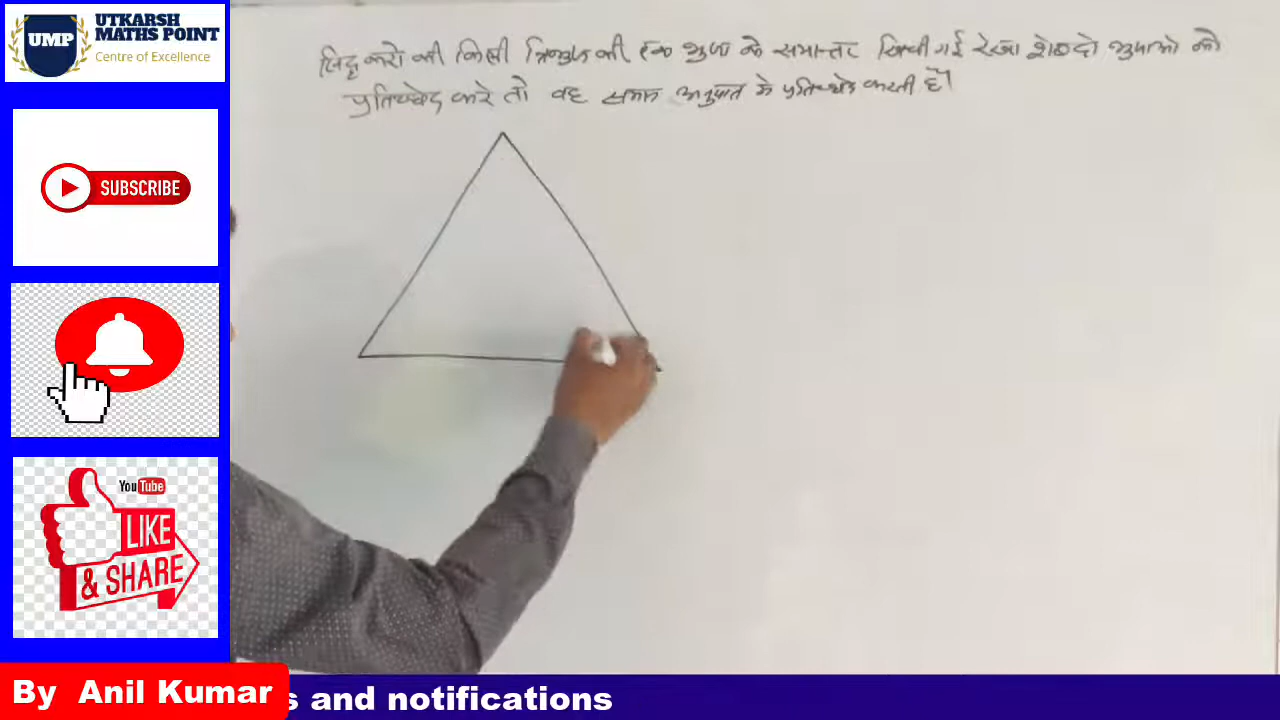 UTKARSH
MATHS POINT
Centre of Excellence
UMP
सिद्ध करो की किसी त्रिभुज की एक भुजा के समान्तर खिची गई रेखा शेष दो भुजाओ को
प्रतिच्छेद करे तो वह समान अनुपात मे प्रतिच्छेद करती है।
SUBSCRIBE
YouTube
LIKE
& SHARE
By Anil Kumar
s and notifications